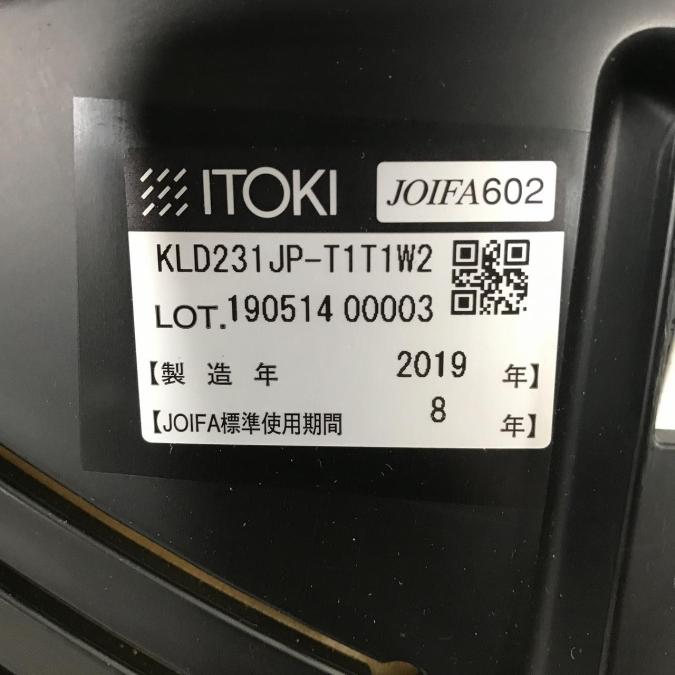 ITOKI JOIFA602
KLD231JP-T1T1W2
LOT.190514 00003
【製造年 2019 年】
【JOIFA標準使用期間 8 年】